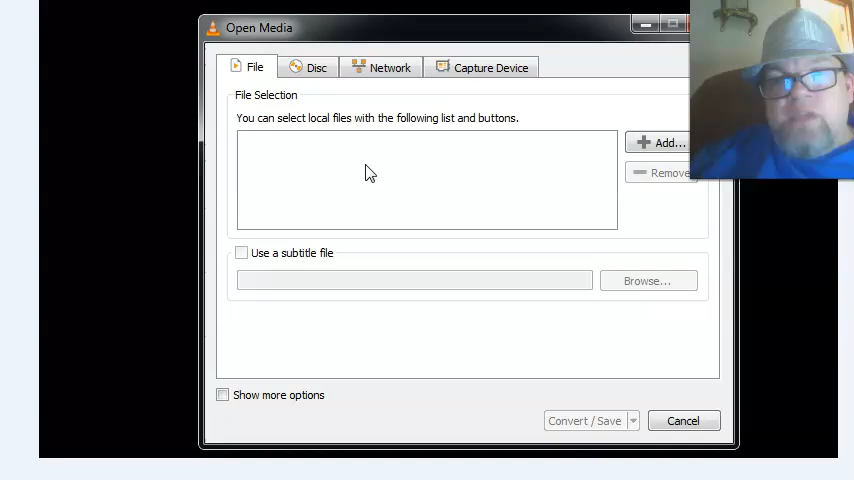 Open Media
File
Disc
Network
Capture Device
File Selection
You can select local files with the following list and buttons.
Add...
Remove
Use a subtitle file
Browse...
Show more options
Convert / Save
Cancel